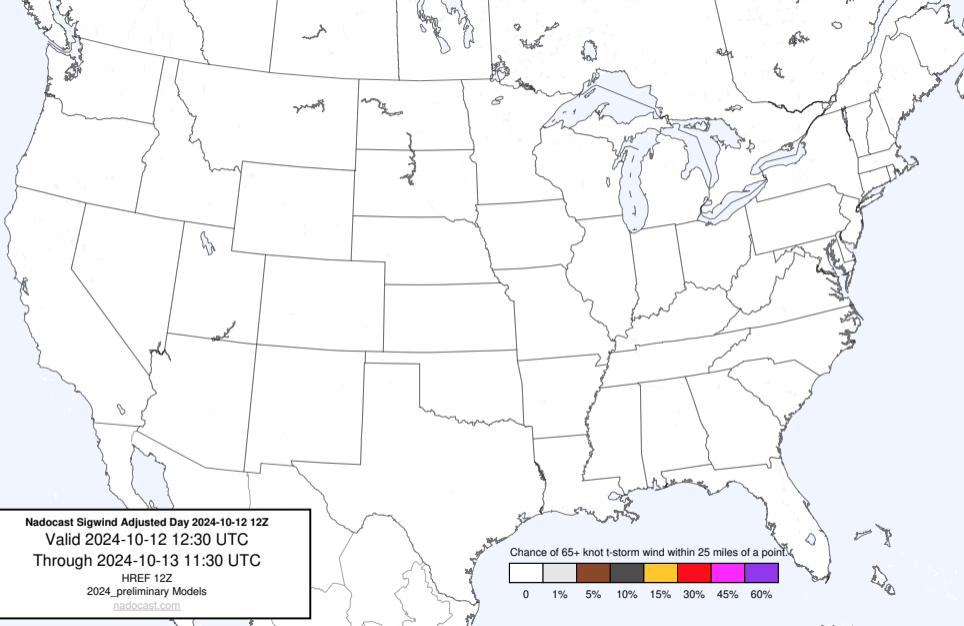 Nadocast Sigwind Adjusted Day 2024-10-12 12Z
Valid 2024-10-12 12:30 UTC
Through 2024-10-13 11:30 UTC
HREF 12Z
2024_preliminary Models
nadocast.com
Chance of 65+ knot t-storm wind within 25 miles of a point.
0 1% 5% 10% 15% 30% 45% 60%